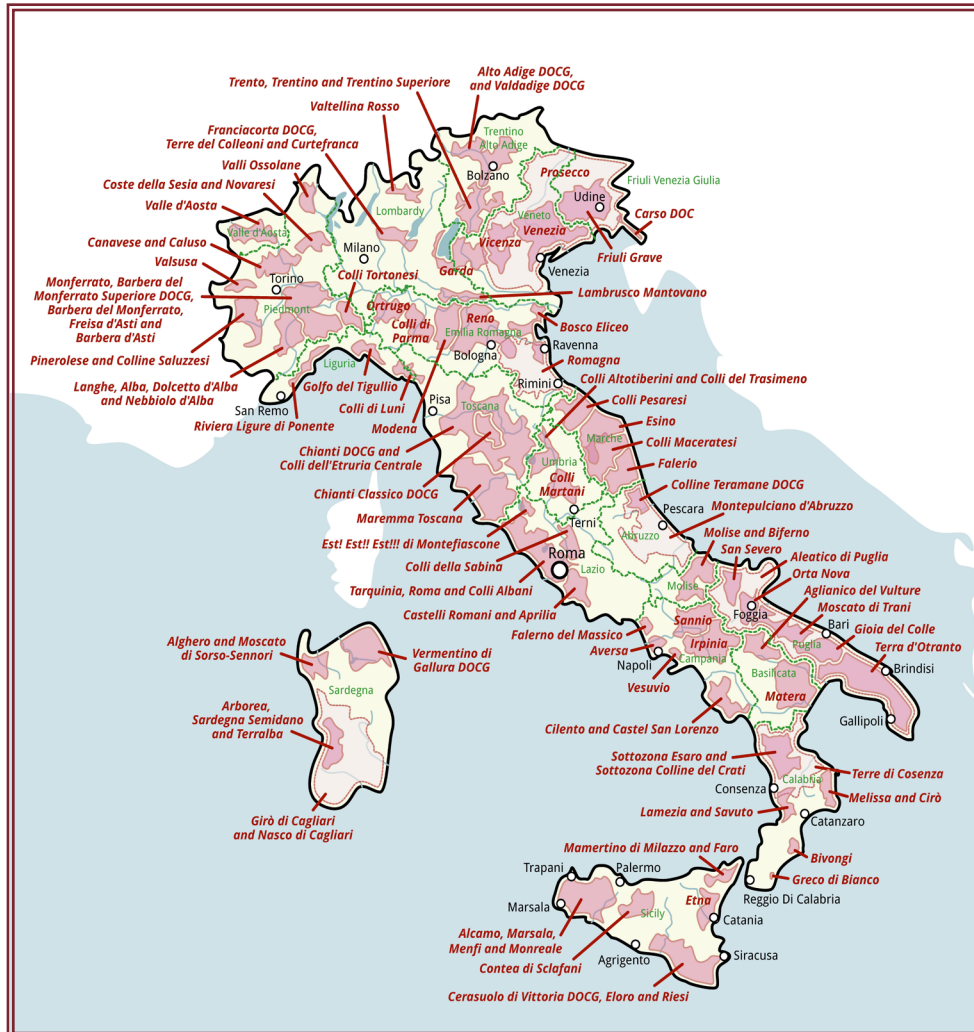 Alto Adige DOCG,
and Valdadige DOCG
Trento, Trentino and Trentino Superiore
Valtellina Rosso
Franciacorta DOCG,
Terre del Colleoni and Curtefranca
Valli Ossolane
Coste della Sesia and Novaresi
Valle d'Aosta
Canavese and Caluso
Valsusa
Monferrato, Barbera del
Monferrato Superiore DOCG,
Barbera del Monferrato,
Freisa d'Asti and
Barbera d'Asti
Pinerolese and Colline Saluzzesi
Langhe, Alba, Dolcetto d'Alba
and Nebbiolo d'Alba
San Remo
Riviera Ligure di Ponente
Trentino
Alto Adige
Bolzano
Prosecco
Friuli Venezia Giulia
Udine
Carso DOC
Veneto
Venezia
Vicenza
Friuli Grave
Venezia
Lombardy
Valle d'Aosta
Milano
Garda
Colli Tortonesi
Torino
Piedmont
Lambrusco Mantovano
Ortrugo
Colli di
Parma
Reno
Emilia Romagna
Bologna
Bosco Eliceo
Ravenna
Romagna
Rimini
Liguria
Golfo del Tigullio
Colli di Luni
Modena
Pisa
Toscana
Colli Altotiberini and Colli del Trasimeno
Colli Pesaresi
Esino
Marche
Colli Maceratesi
Falerio
Chianti DOCG and
Colli dell'Etruria Centrale
Chianti Classico DOCG
Maremma Toscana
Umbria
Colli
Martani
Terni
Colline Teramane DOCG
Pescara
Montepulciano d'Abruzzo
Abruzzo
Est! Est!! Est!!! di Montefiascone
Colli della Sabina
Roma
Lazio
Tarquinia, Roma and Colli Albani
Castelli Romani and Aprilia
Molise and Biferno
San Severo
Aleatico di Puglia
Orta Nova
Molise
Foggia
Aglianico del Vulture
Moscato di Trani
Bari
Gioia del Colle
Terra d'Otranto
Puglia
Brindisi
Gallipoli
Falerno del Massico
Aversa
Napoli
Sannio
Irpinia
Campania
Vesuvio
Basilicata
Matera
Cilento and Castel San Lorenzo
Alghero and Moscato
di Sorso-Sennori
Vermentino di
Gallura DOCG
Sardegna
Arborea,
Sardegna Semidano
and Terralba
Girò di Cagliari
and Nasco di Cagliari
Sottozona Esaro and
Sottozona Colline del Crati
Calabria
Terre di Cosenza
Consenza
Melissa and Cirò
Lamezia and Savuto
Catanzaro
Bivongi
Greco di Bianco
Reggio Di Calabria
Mamertino di Milazzo and Faro
Trapani
Palermo
Marsala
Etna
Sicily
Catania
Alcamo, Marsala,
Menfi and Monreale
Agrigento
Siracusa
Contea di Sclafani
Cerasuolo di Vittoria DOCG, Eloro and Riesi